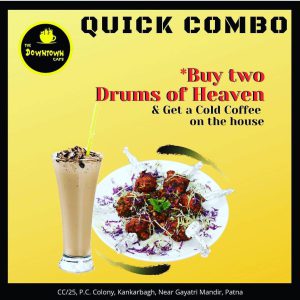 THE
DOWNTOWN
CAFE
QUICK COMBO
*Buy two
Drums of Heaven
& Get a Cold Coffee
on the house
CC/25, P.C. Colony, Kankarbagh, Near Gayatri Mandir, Patna